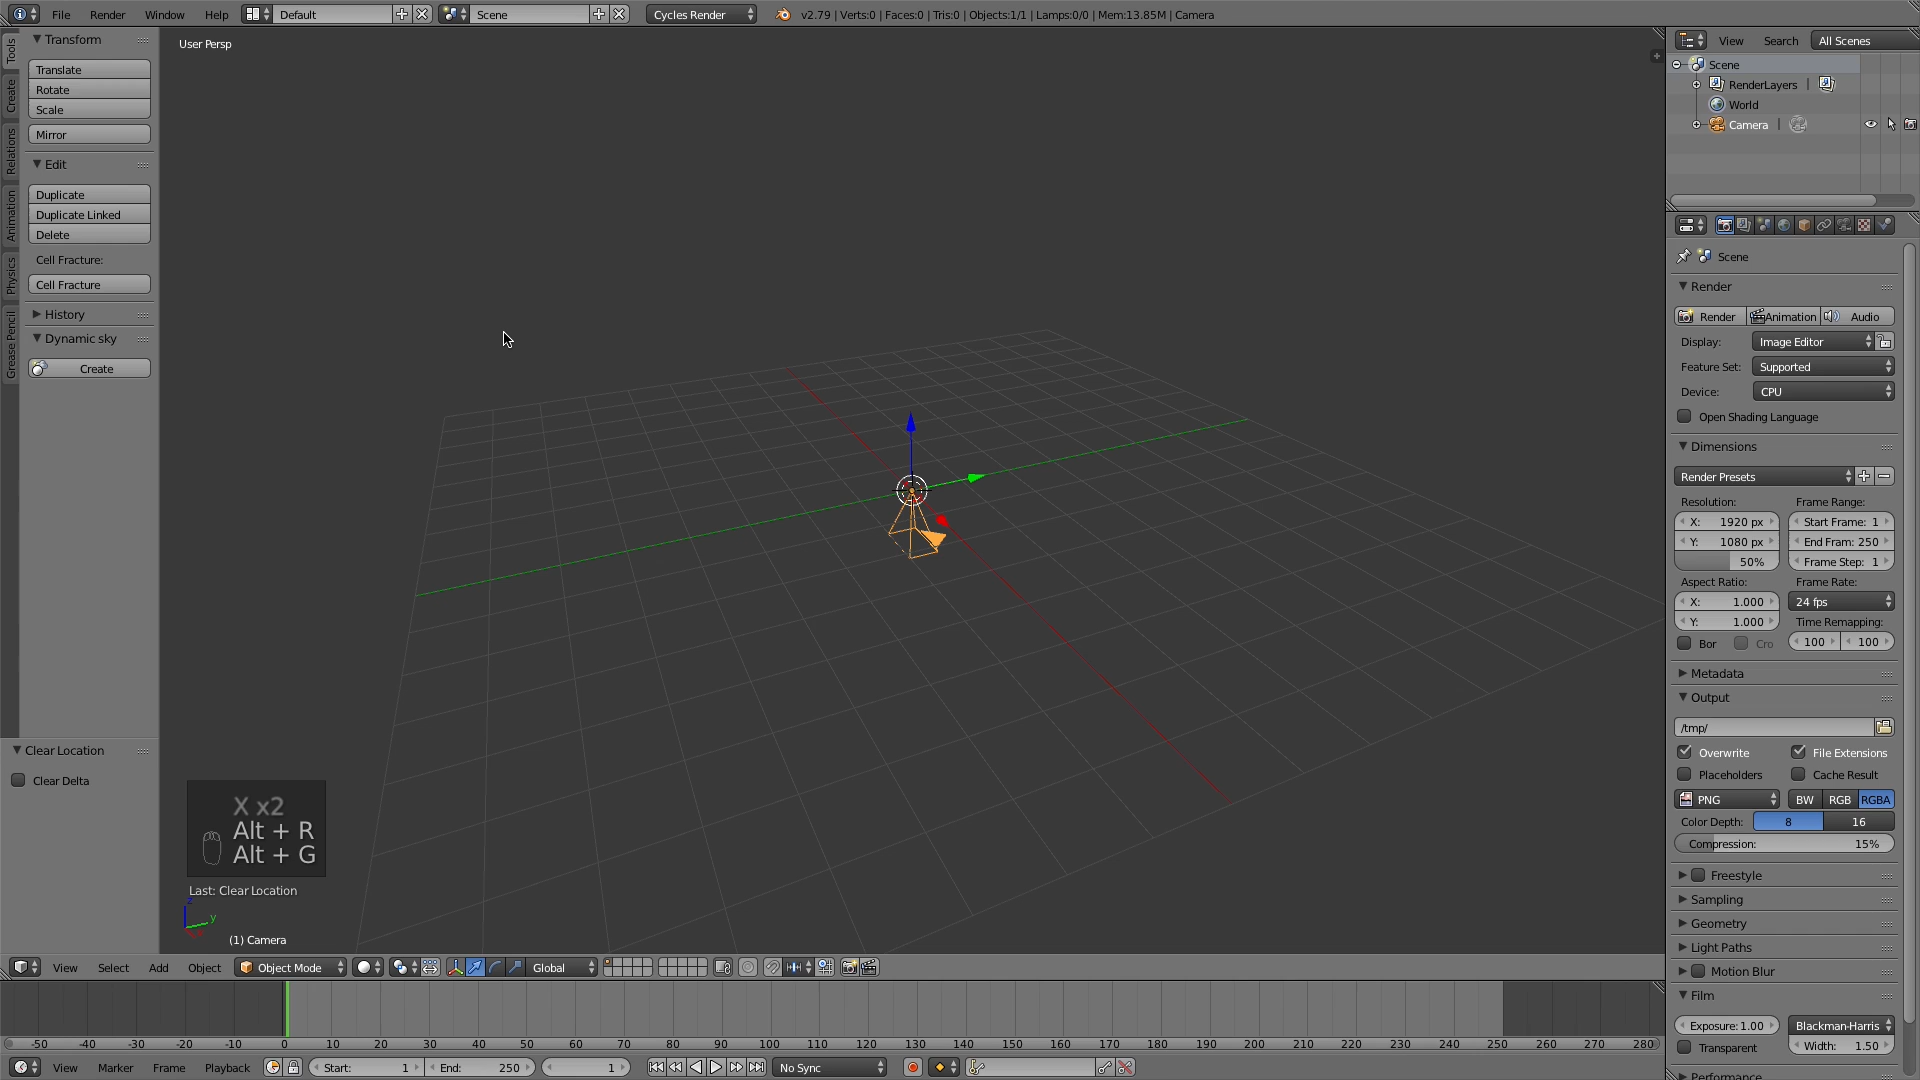 File Render Window Help Default Scene Cycles Render v2.79 | Verts:0 | Faces:0 | Tris:0 | Objects:1/1 | Lamps:0/0 | Mem:13.85M | Camera
Tools
Create
Relations
Animation
Physics
Grease Pencil
Transform
Translate
Rotate
Scale
Mirror
Edit
Duplicate
Duplicate Linked
Delete
Cell Fracture:
Cell Fracture
History
Dynamic sky
Create
Clear Location
Clear Delta
User Persp
X x2
Alt + R
Alt + G
Last: Clear Location
z
y
(1) Camera
View Select Add Object Object Mode Global
-50 -40 -30 -20 -10 0 10 20 30 40 50 60 70 80 90 100 110 120 130 140 150 160 170 180 190 200 210 220 230 240 250 260 270 280
View Marker Frame Playback Start: 1 End: 250 1 No Sync
View Search All Scenes
Scene
RenderLayers |
World
Camera |
Scene
Render
Render Animation Audio
Display: Image Editor
Feature Set: Supported
Device: CPU
Open Shading Language
Dimensions
Render Presets
Resolution: Frame Range:
X: 1920 px Start Frame: 1
Y: 1080 px End Fram: 250
50% Frame Step: 1
Aspect Ratio: Frame Rate:
X: 1.000 24 fps
Y: 1.000 Time Remapping:
Bor Cro 100 100
Metadata
Output
/tmp/
Overwrite File Extensions
Placeholders Cache Result
PNG BW RGB RGBA
Color Depth: 8 16
Compression: 15%
Freestyle
Sampling
Geometry
Light Paths
Motion Blur
Film
Exposure: 1.00 Blackman-Harris
Transparent Width: 1.50
Performance